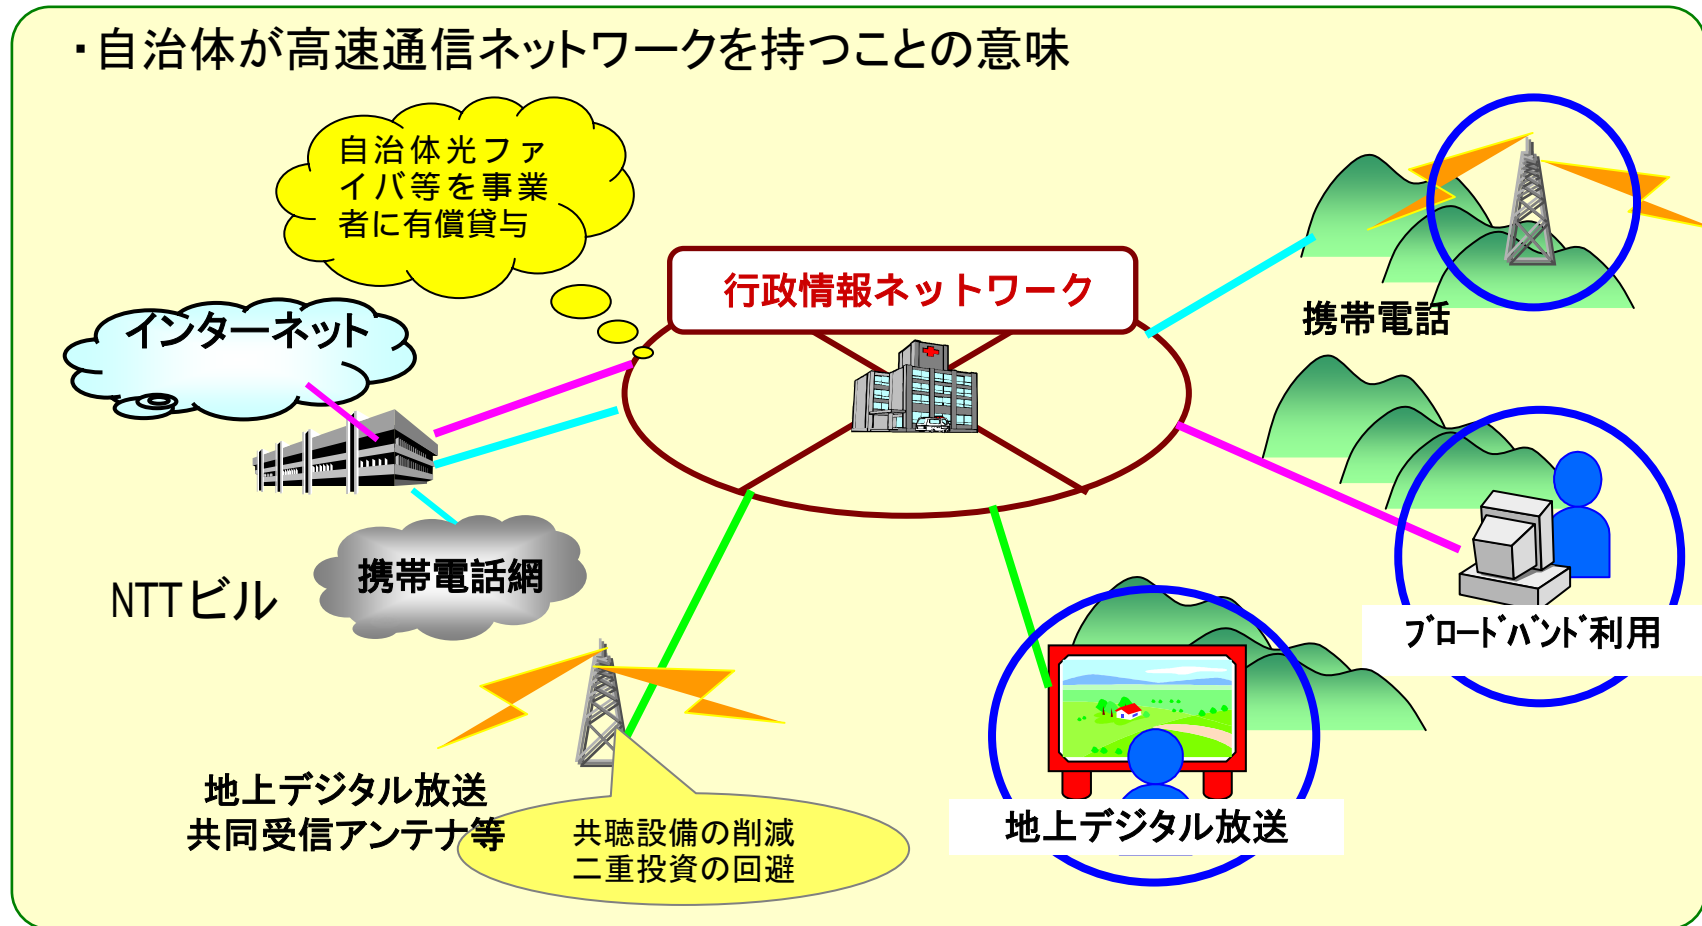 ・自治体が高速通信ネットワークを持つことの意味
自治体光ファ
イバ等を事業
者に有償貸与
行政情報ネットワーク
インターネット
携帯電話
携帯電話網
NTTビル
ブロードバンド利用
地上デジタル放送
共同受信アンテナ等
共聴設備の削減
二重投資の回避
地上デジタル放送